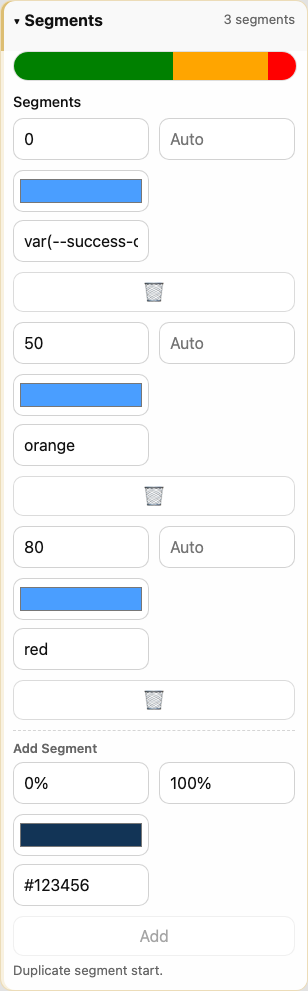 ▾ Segments 3 segments
Segments
0 Auto
var(--success-c
50 Auto
orange
80 Auto
red
Add Segment
0% 100%
#123456
Add
Duplicate segment start.